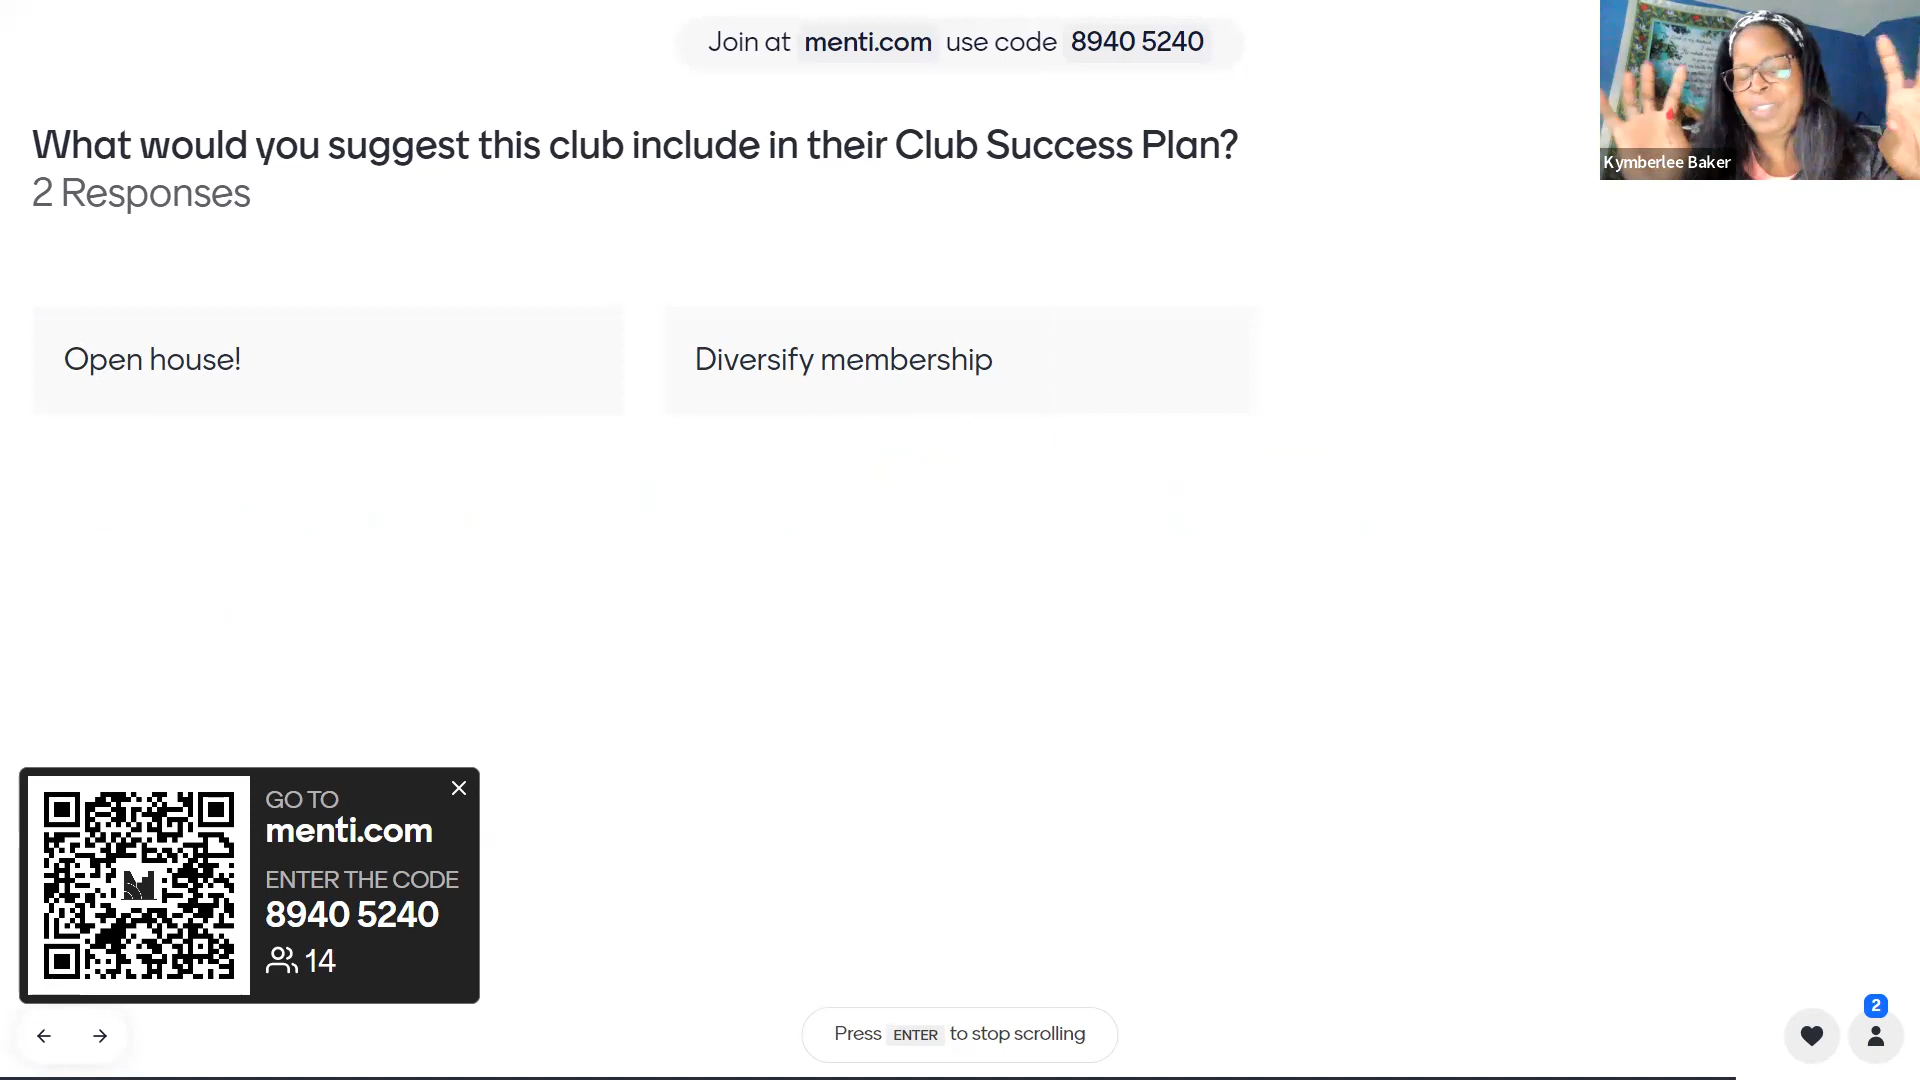 Join at menti.com use code 8940 5240
What would you suggest this club include in their Club Success Plan?
2 Responses
Kymberlee Baker
Open house!
Diversify membership
GO TO
menti.com
ENTER THE CODE
8940 5240
14
Press ENTER to stop scrolling
2